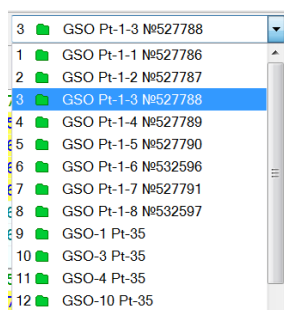 3 GSO Pt-1-3 №527788
1 GSO Pt-1-1 №527786
2 GSO Pt-1-2 №527787
3 GSO Pt-1-3 №527788
4 GSO Pt-1-4 №527789
5 GSO Pt-1-5 №527790
6 GSO Pt-1-6 №532596
7 GSO Pt-1-7 №527791
8 GSO Pt-1-8 №532597
9 GSO-1 Pt-35
10 GSO-3 Pt-35
11 GSO-4 Pt-35
12 GSO-10 Pt-35